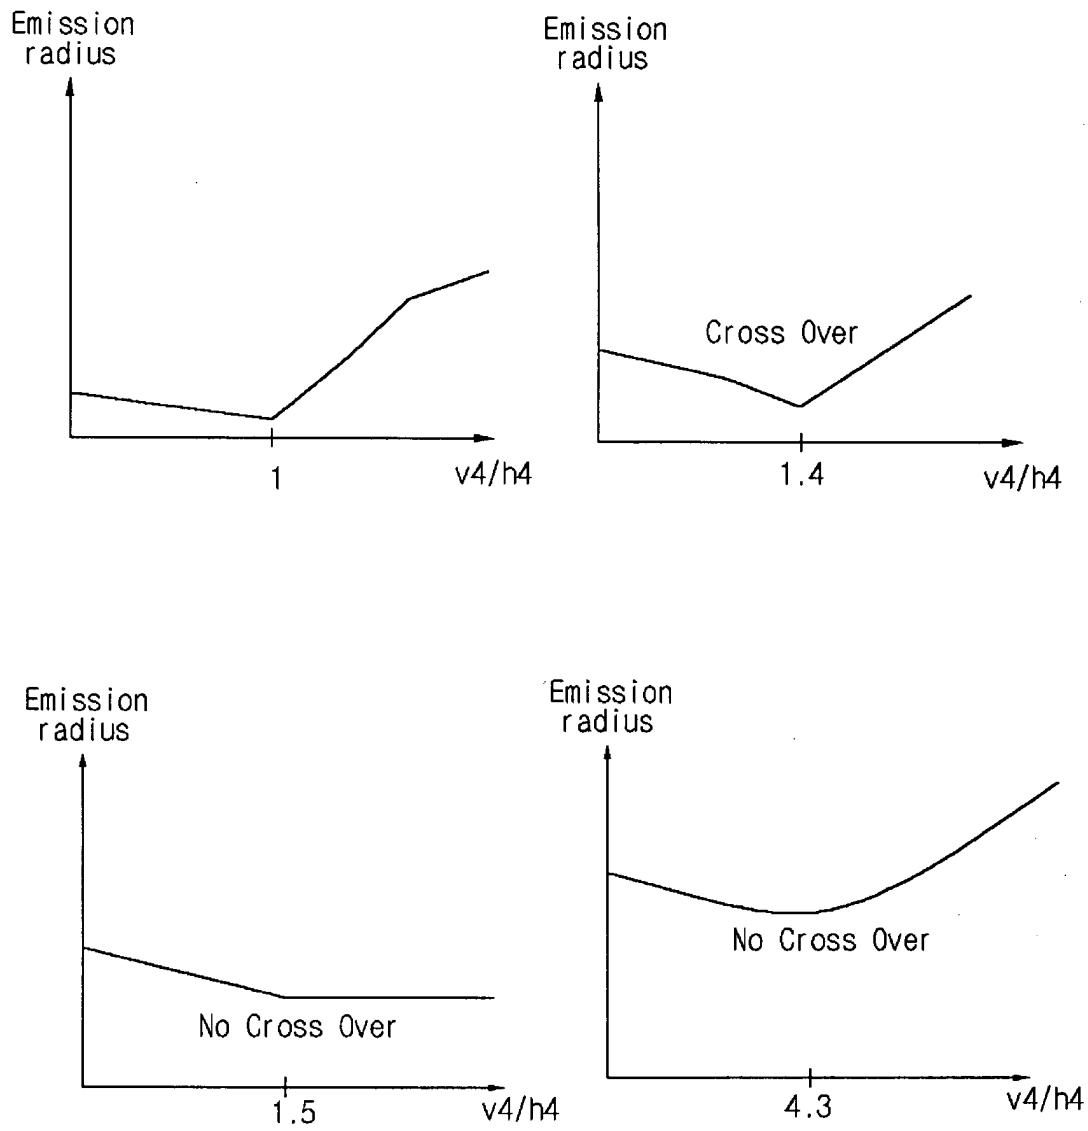 Emission
radius
1
v4/h4
Emission
radius
Cross Over
1.4
v4/h4
Emission
radius
No Cross Over
1.5
v4/h4
Emission
radius
No Cross Over
4.3
v4/h4